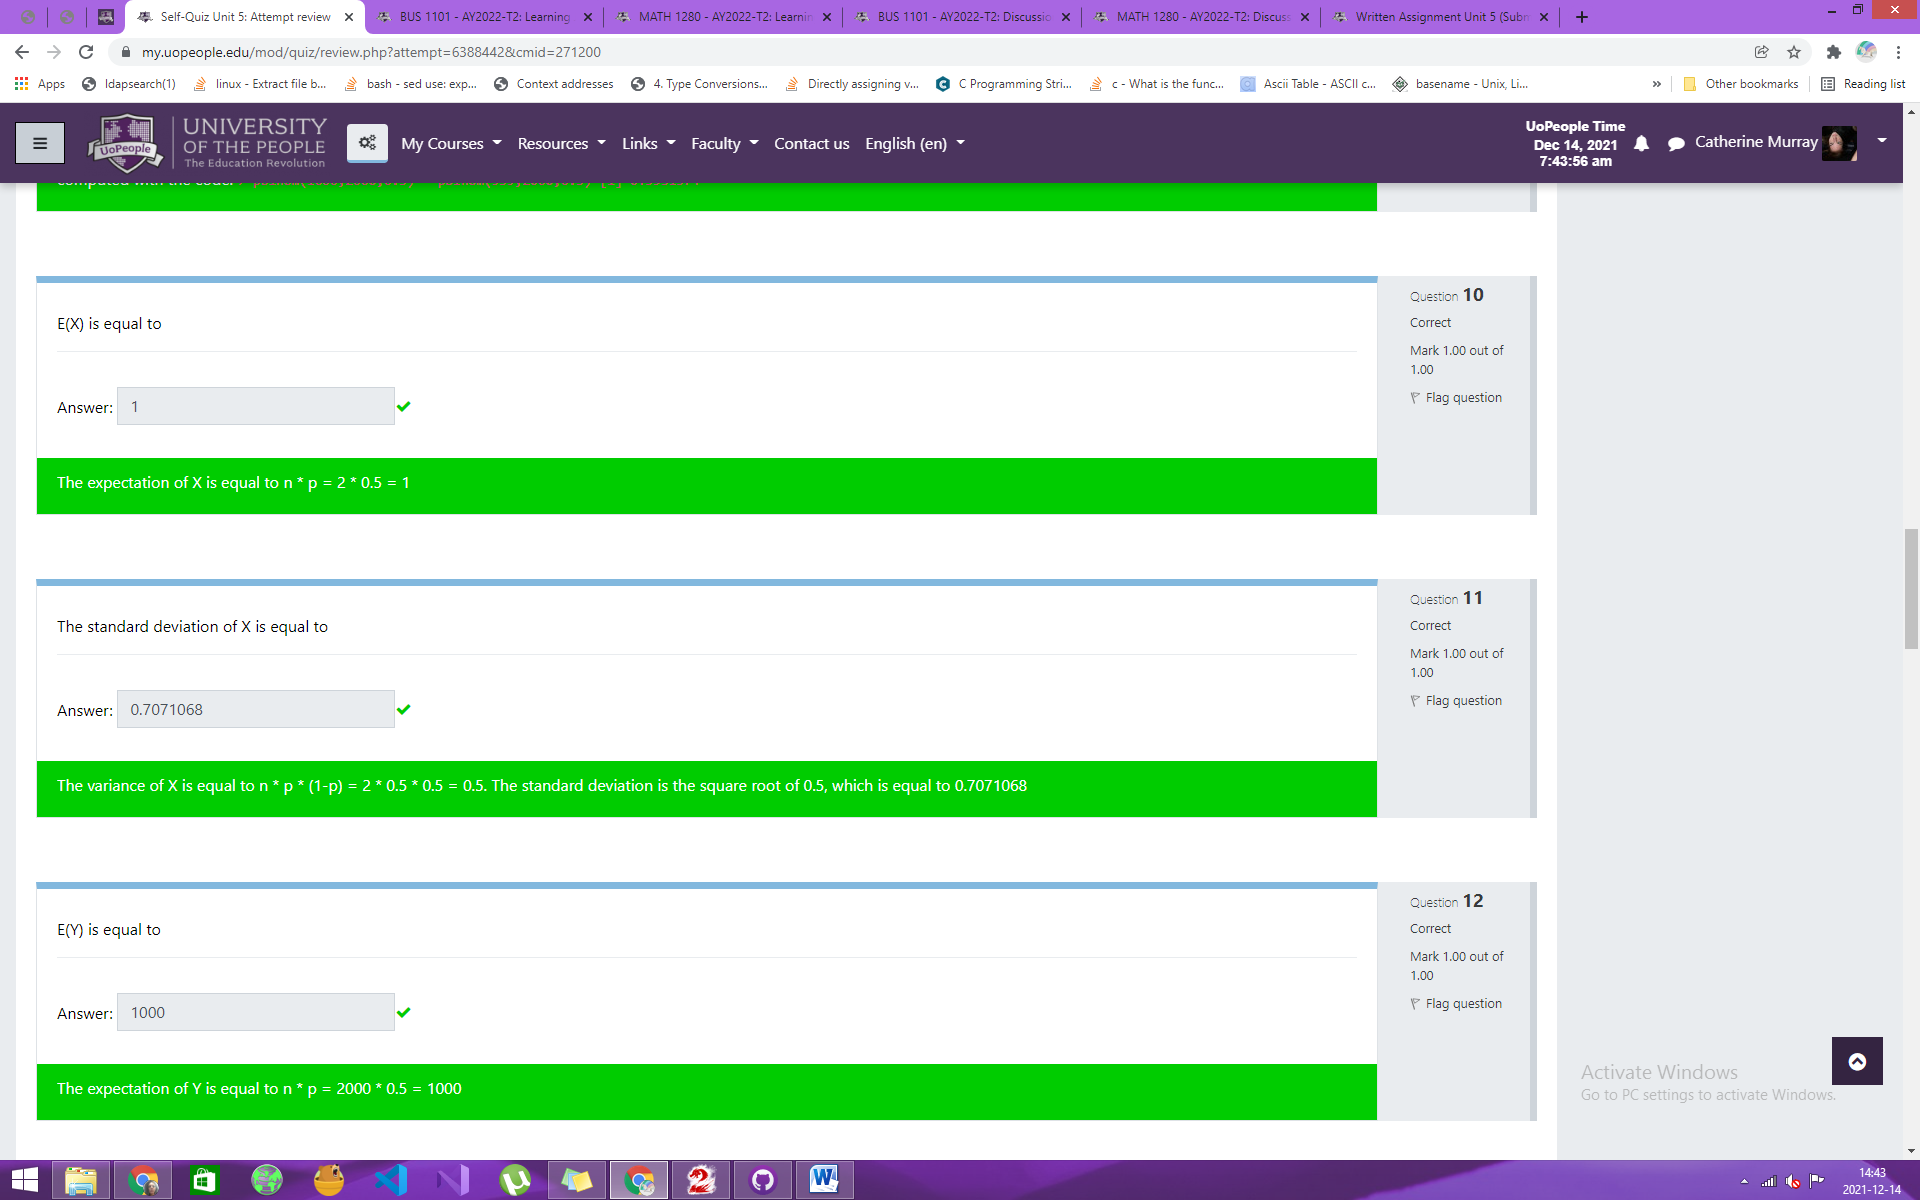 Self-Quiz Unit 5: Attempt review
BUS 1101 - AY2022-T2: Learning
MATH 1280 - AY2022-T2: Learnin
BUS 1101 - AY2022-T2: Discussio
MATH 1280 - AY2022-T2: Discus
Written Assignment Unit 5 (Subm
my.uopeople.edu/mod/quiz/review.php?attempt=6388442&cmid=271200
Apps
ldapsearch(1)
linux - Extract file b...
bash - sed use: exp...
Context addresses
4. Type Conversions...
Directly assigning v...
C Programming Stri...
c - What is the func...
Ascii Table - ASCII c...
basename - Unix, Li...
»
Other bookmarks
Reading list
UoPeople
UNIVERSITY
OF THE PEOPLE
The Education Revolution
My Courses
Resources
Links
Faculty
Contact us
English (en)
UoPeople Time
Dec 14, 2021
7:43:56 am
Catherine Murray
computed with the code:
E(X) is equal to
Answer: 1
The expectation of X is equal to n * p = 2 * 0.5 = 1
Question 10
Correct
Mark 1.00 out of
1.00
Flag question
The standard deviation of X is equal to
Answer: 0.7071068
The variance of X is equal to n * p * (1-p) = 2 * 0.5 * 0.5 = 0.5. The standard deviation is the square root of 0.5, which is equal to 0.7071068
Question 11
Correct
Mark 1.00 out of
1.00
Flag question
E(Y) is equal to
Answer: 1000
The expectation of Y is equal to n * p = 2000 * 0.5 = 1000
Question 12
Correct
Mark 1.00 out of
1.00
Flag question
Activate Windows
Go to PC settings to activate Windows.
14:43
2021-12-14